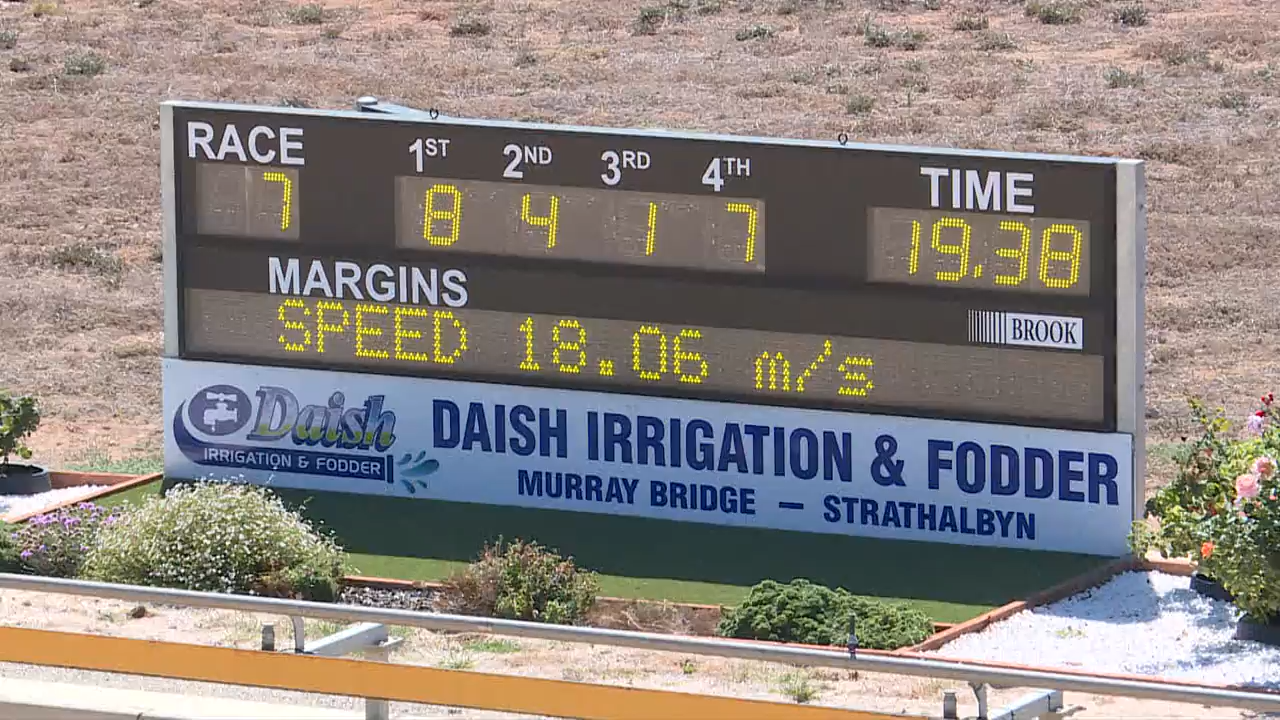 RACE 1ST 2ND 3RD 4TH TIME
7 8 4 1 7 19.38
MARGINS
BROOK
SPEED 18.06 m/s
Daish
IRRIGATION & FODDER
DAISH IRRIGATION & FODDER
MURRAY BRIDGE – STRATHALBYN